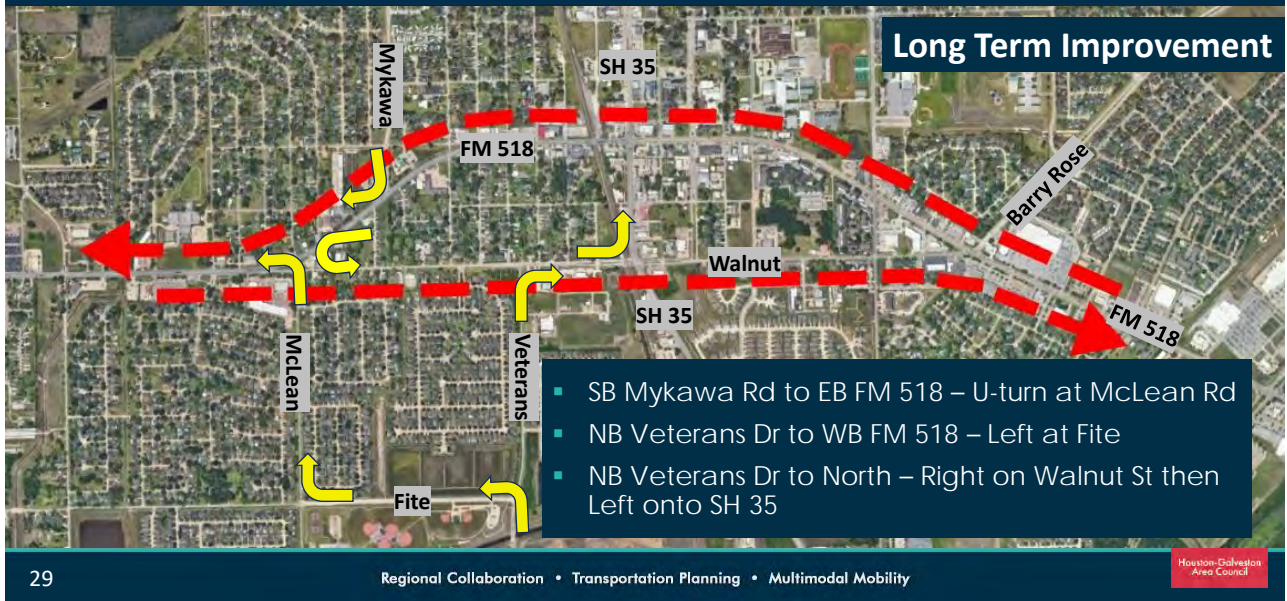 Long Term Improvement
Mykawa
SH 35
FM 518
Barry Rose
Walnut
SH 35
FM 518
McLean
Veterans
Fite
▪ SB Mykawa Rd to EB FM 518 – U-turn at McLean Rd
▪ NB Veterans Dr to WB FM 518 – Left at Fite
▪ NB Veterans Dr to North – Right on Walnut St then
Left onto SH 35
29
Regional Collaboration • Transportation Planning • Multimodal Mobility
Houston-Galveston
Area Council